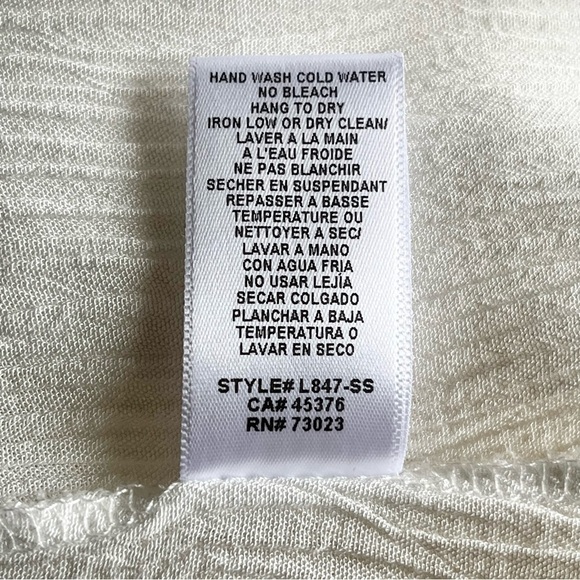 HAND WASH COLD WATER
NO BLEACH
HANG TO DRY
IRON LOW OR DRY CLEAN/
LAVER A LA MAIN
A L'EAU FROIDE
NE PAS BLANCHIR
SECHER EN SUSPENDANT
REPASSER A BASSE
TEMPERATURE OU
NETTOYER A SEC/
LAVAR A MANO
CON AGUA FRIA
NO USAR LEJÍA
SECAR COLGADO
PLANCHAR A BAJA
TEMPERATURA O
LAVAR EN SECO
STYLE# L847-SS
CA# 45376
RN# 73023